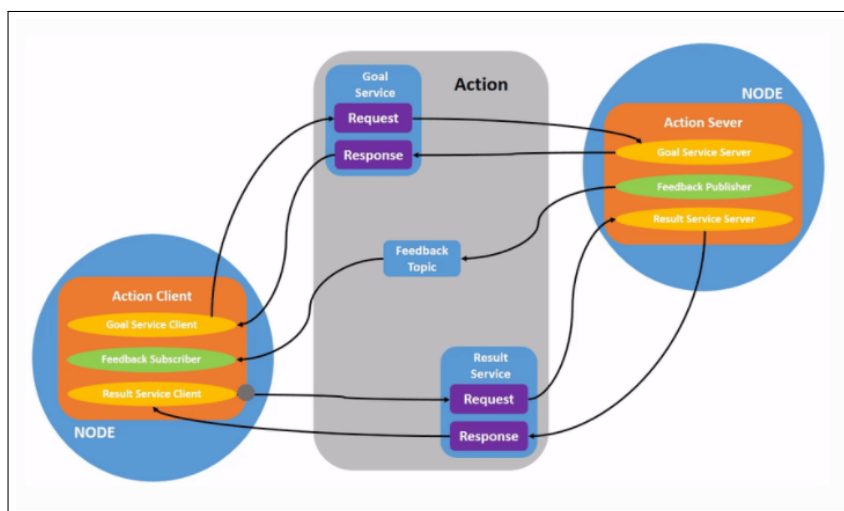 Goal
Service
Request
Response
Action
NODE
Action Sever
Goal Service Server
Feedback Publisher
Result Service Server
Feedback
Topic
Action Client
Goal Service Client
Feedback Subscriber
Result Service Client
NODE
Result
Service
Request
Response